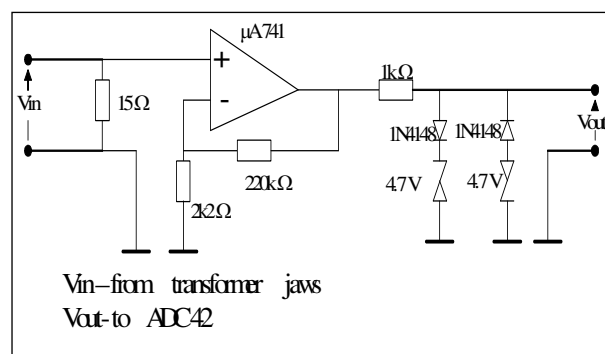 μA741
+
1kΩ
Vin
15Ω
-
1N4148
1N4148
Vout
220kΩ
4.7V
4.7V
2k2Ω
Vin-from transformer jaws
Vout-to ADC42